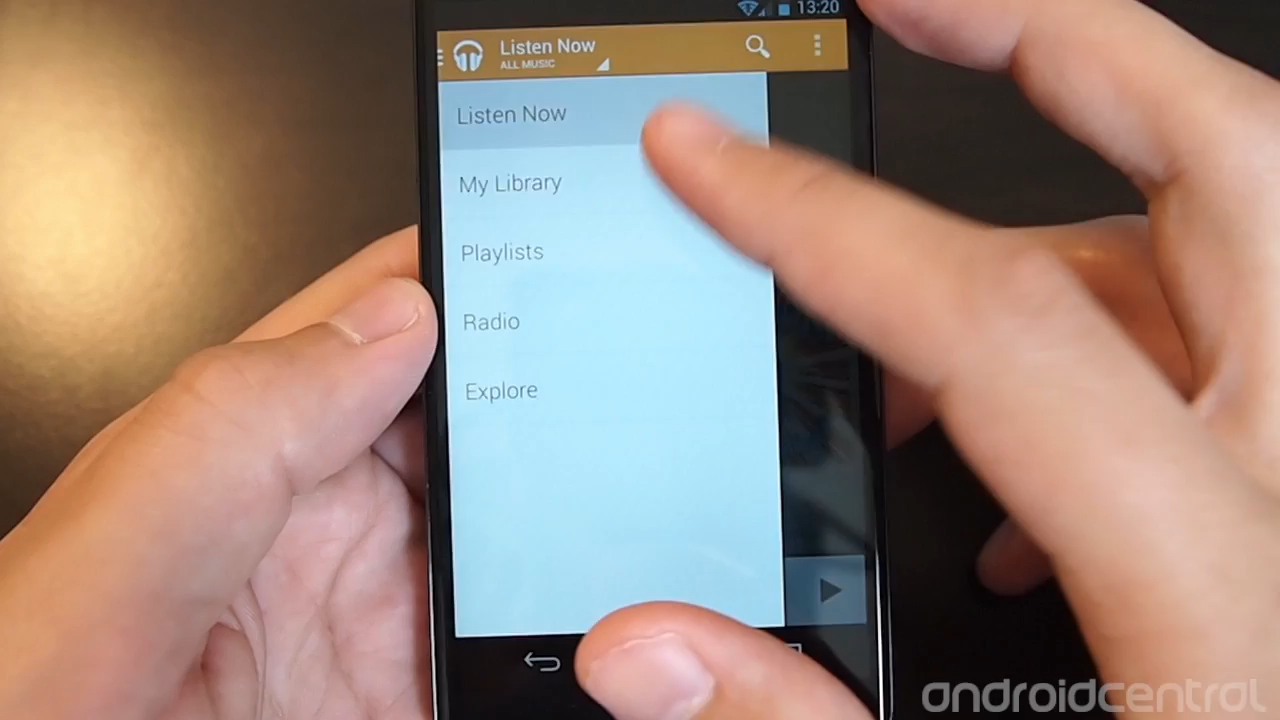 13:20
Listen Now
ALL MUSIC
Listen Now
My Library
Playlists
Radio
Explore
androidcentral